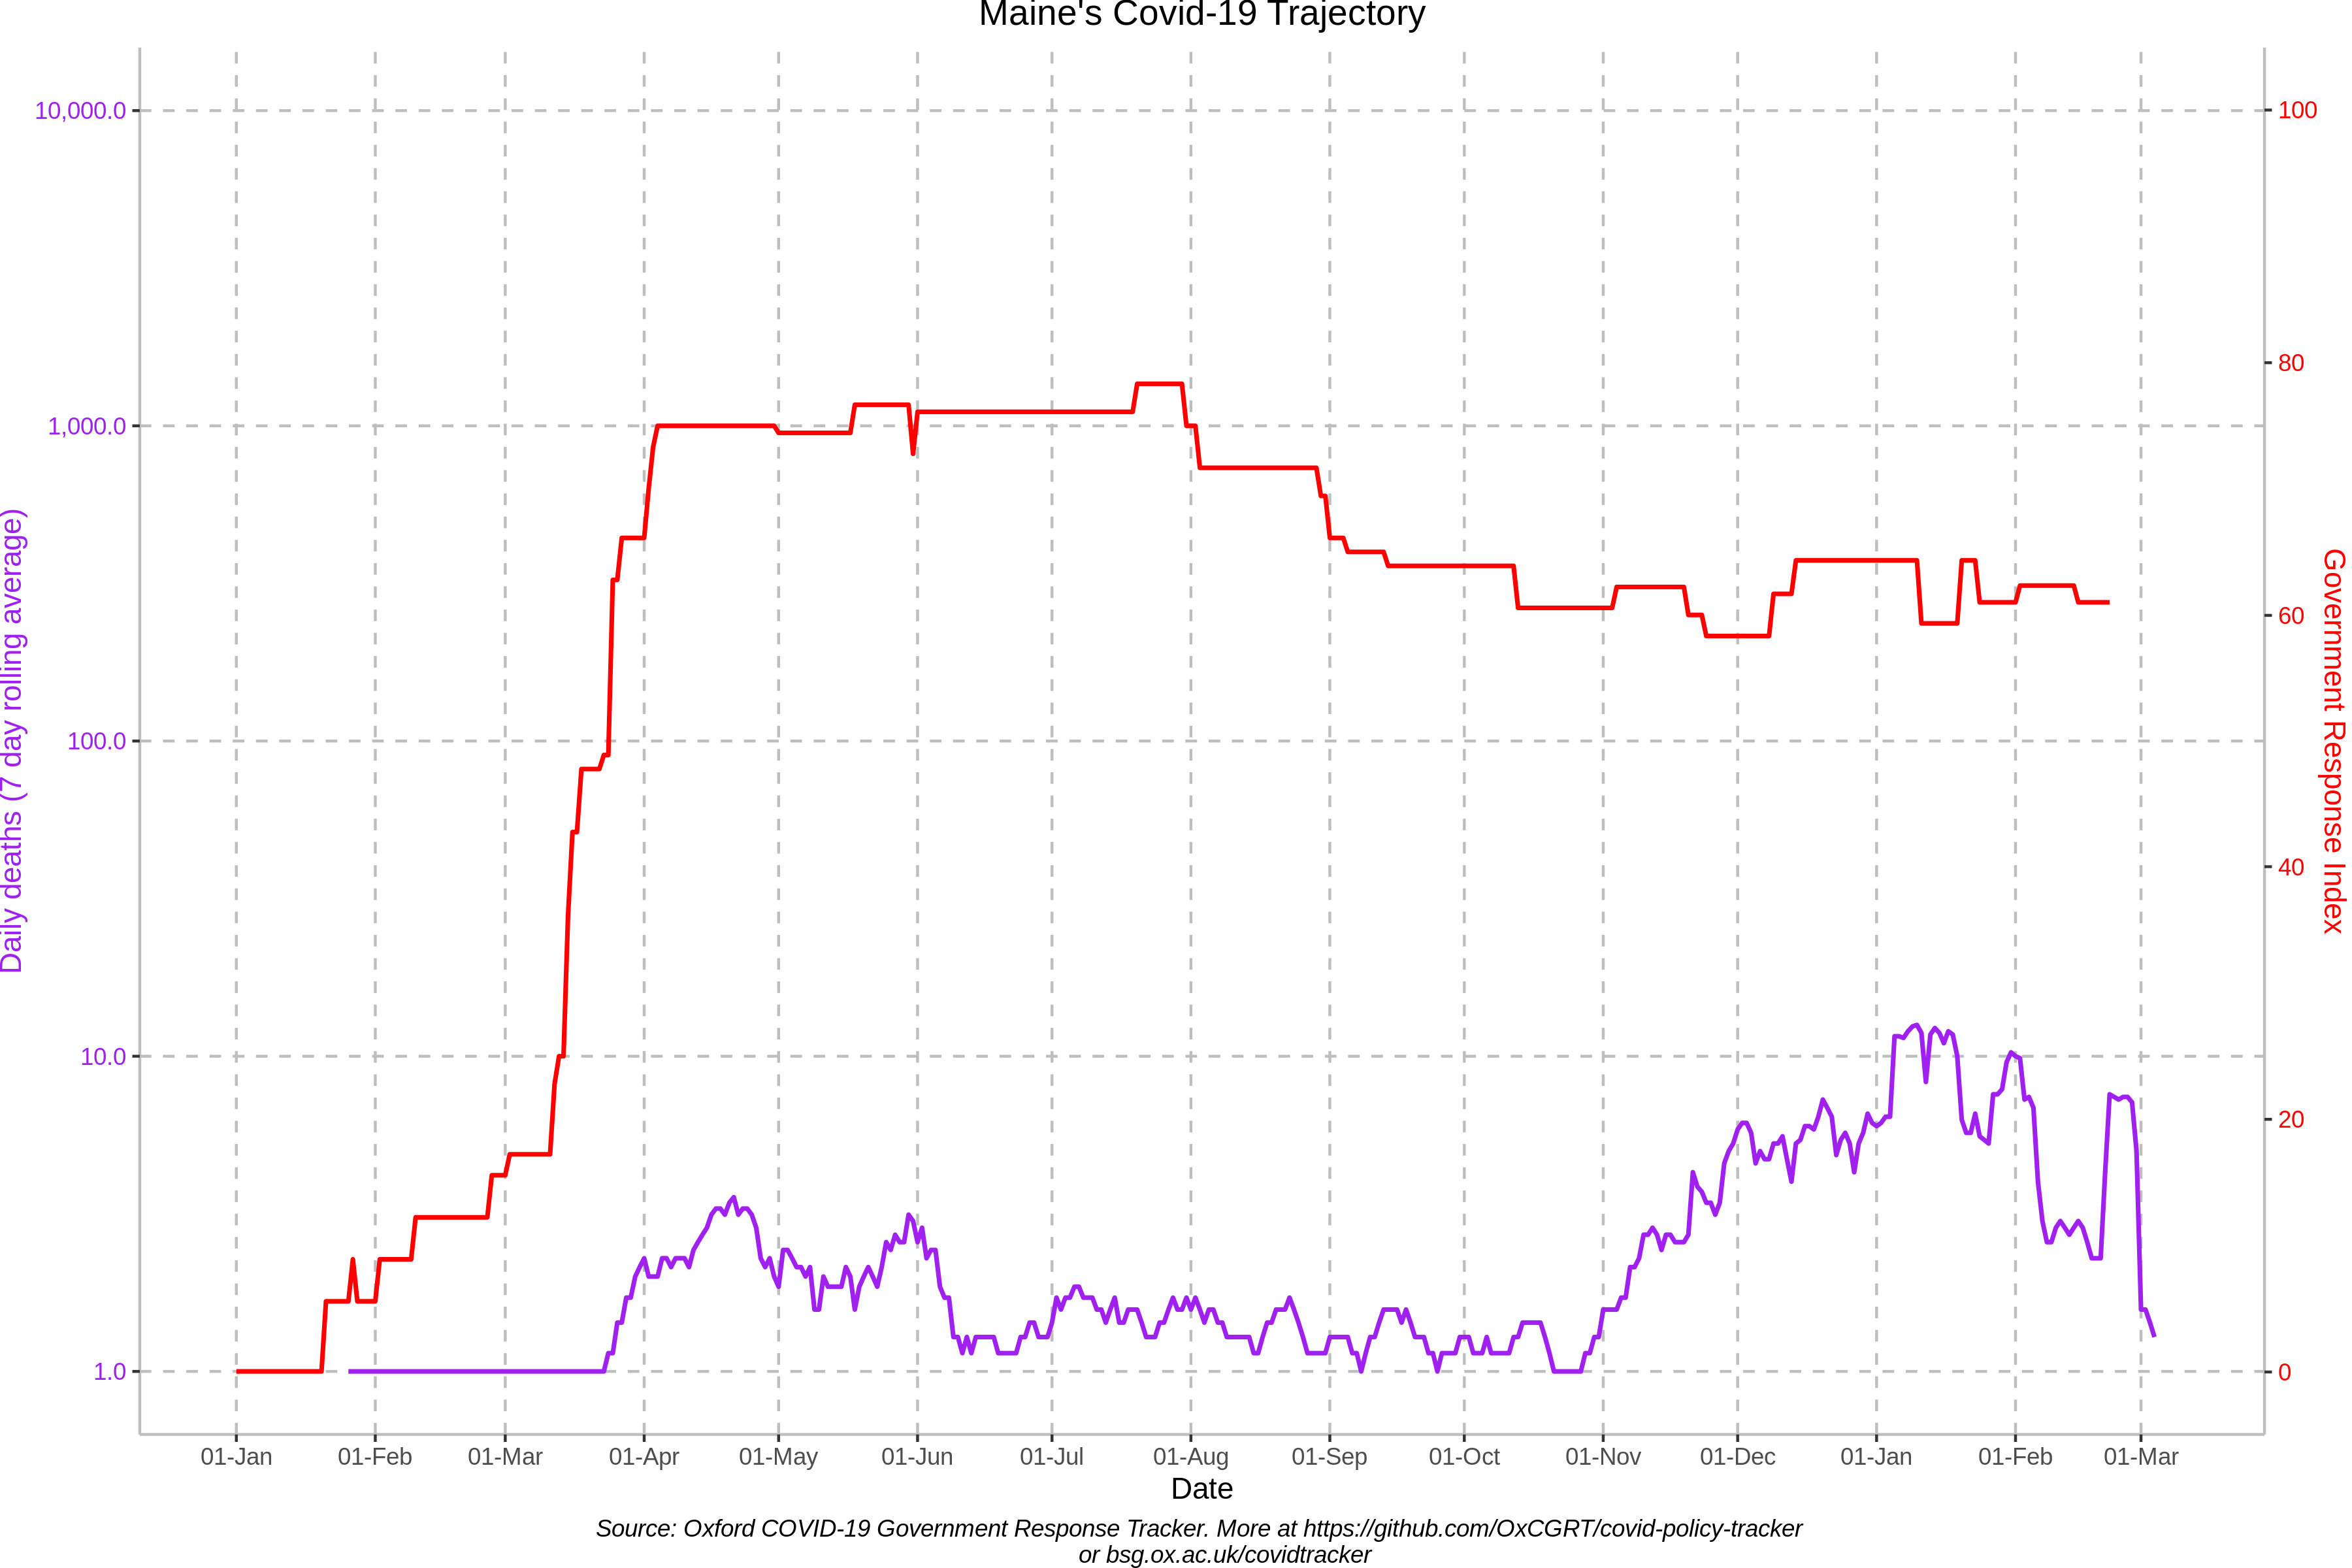 Maine's Covid-19 Trajectory
10,000.0
1,000.0
100.0
10.0
1.0
Daily deaths (7 day rolling average)
100
80
60
40
20
0
Government Response Index
01-Jan 01-Feb 01-Mar 01-Apr 01-May 01-Jun 01-Jul 01-Aug 01-Sep 01-Oct 01-Nov 01-Dec 01-Jan 01-Feb 01-Mar
Date
Source: Oxford COVID-19 Government Response Tracker. More at https://github.com/OxCGRT/covid-policy-tracker
or bsg.ox.ac.uk/covidtracker